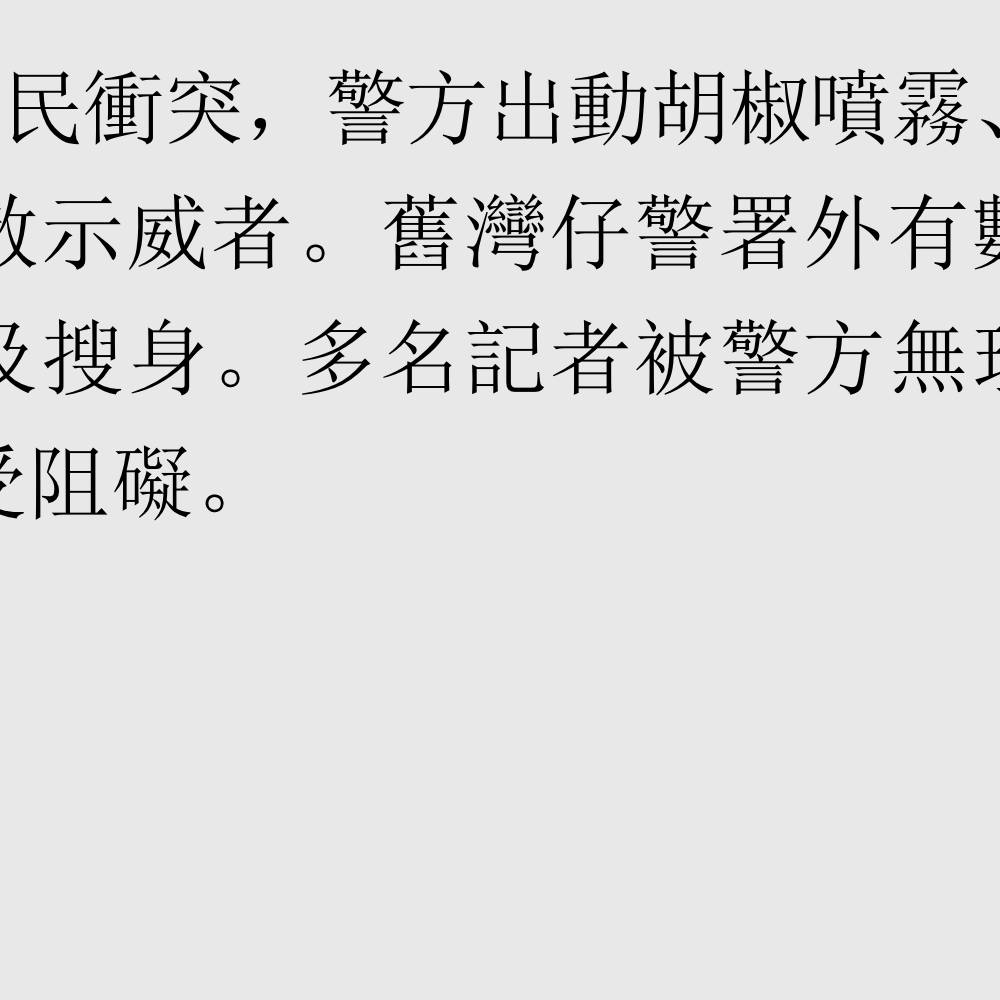 民衝突，警方出動胡椒噴霧、
散示威者。舊灣仔警署外有數
及搜身。多名記者被警方無理
受阻礙。